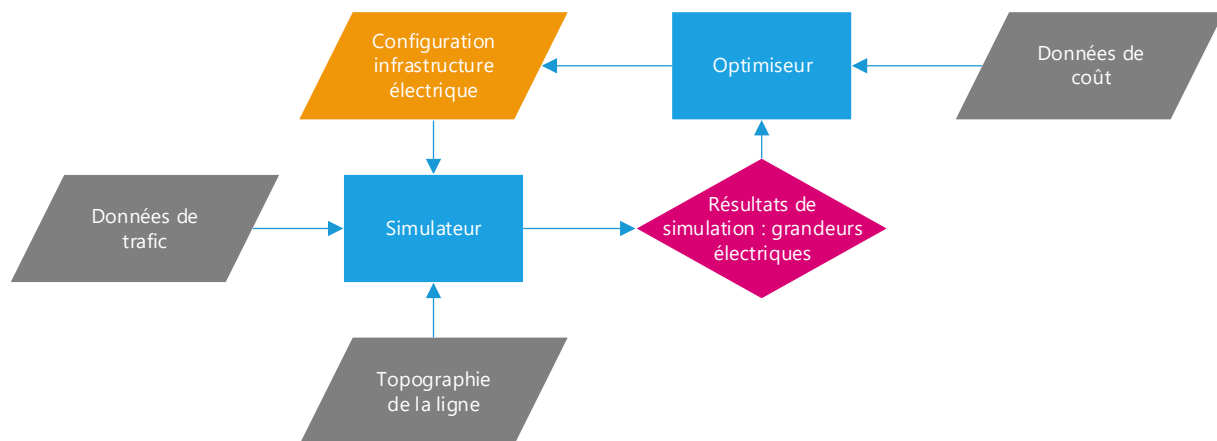 Configuration
infrastructure
électrique
Optimiseur
Données de
coût
Données de
trafic
Simulateur
Résultats de
simulation : grandeurs
électriques
Topographie
de la ligne